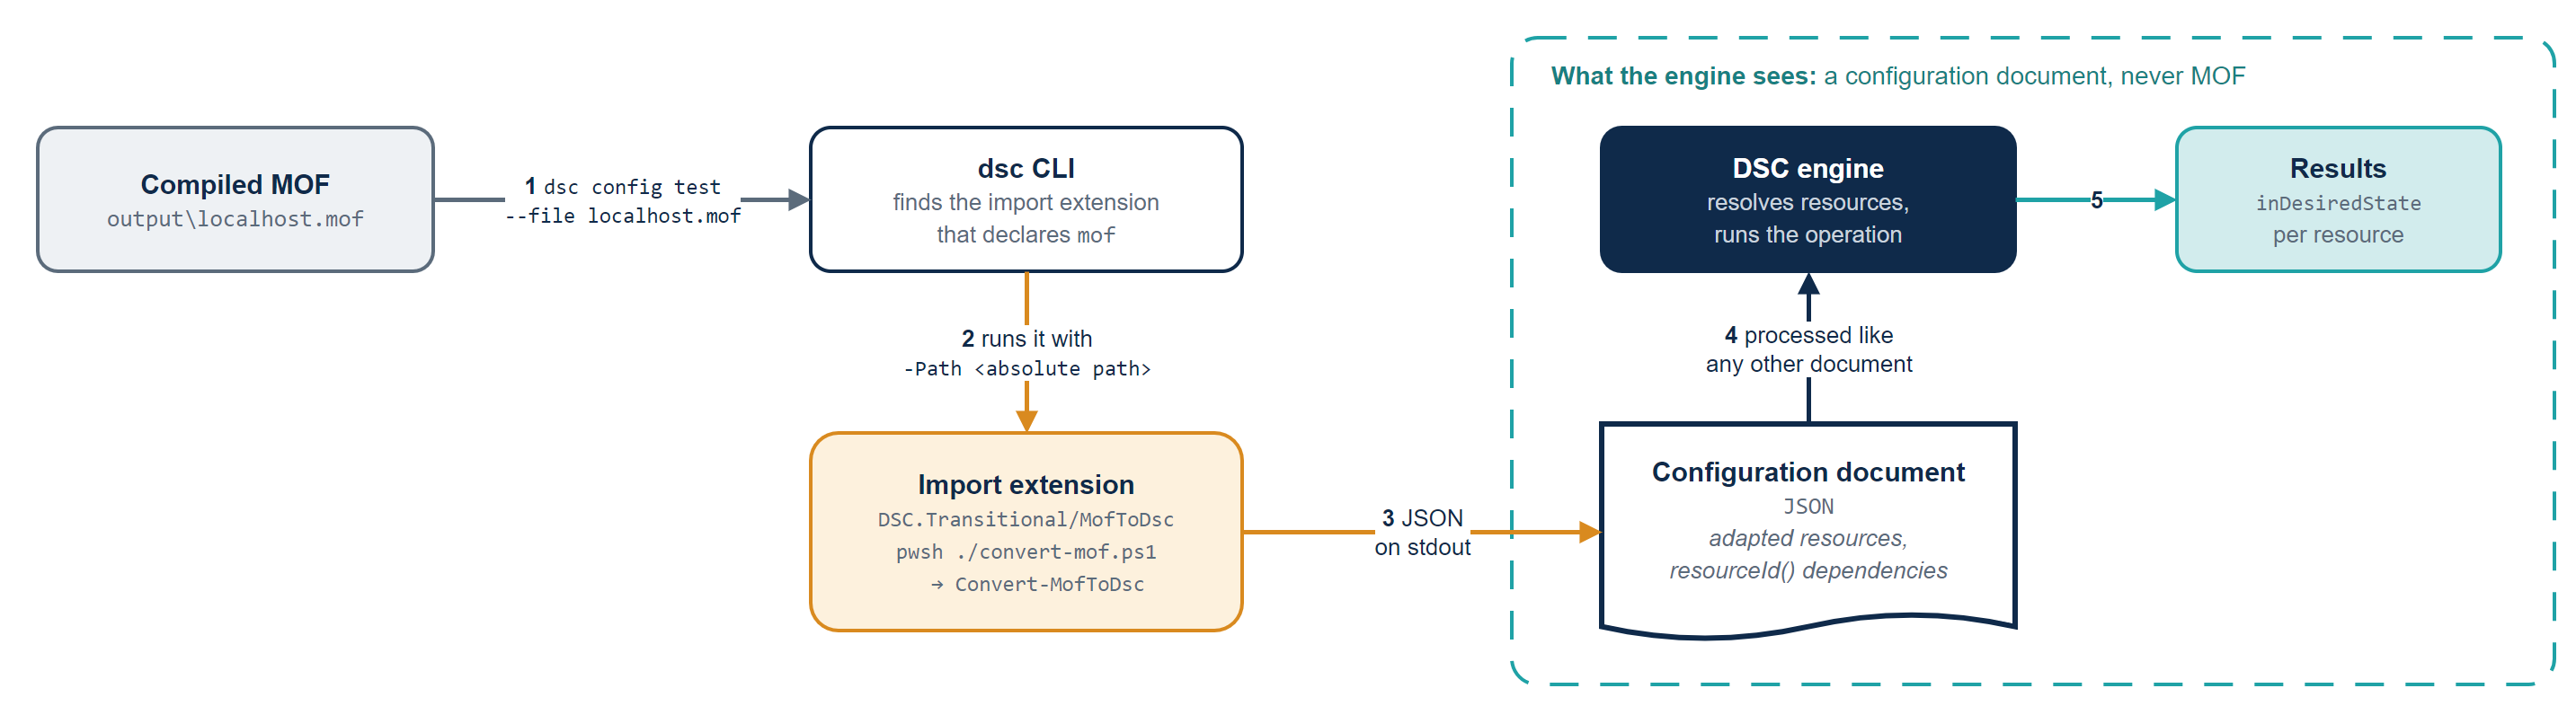 What the engine sees: a configuration document, never MOF
Compiled MOF
output\localhost.mof
1 dsc config test
--file localhost.mof
dsc CLI
finds the import extension
that declares mof
2 runs it with
-Path <absolute path>
Import extension
DSC.Transitional/MofToDsc
pwsh ./convert-mof.ps1
→ Convert-MofToDsc
3 JSON
on stdout
Configuration document
JSON
adapted resources,
resourceId() dependencies
4 processed like
any other document
DSC engine
resolves resources,
runs the operation
5
Results
inDesiredState
per resource